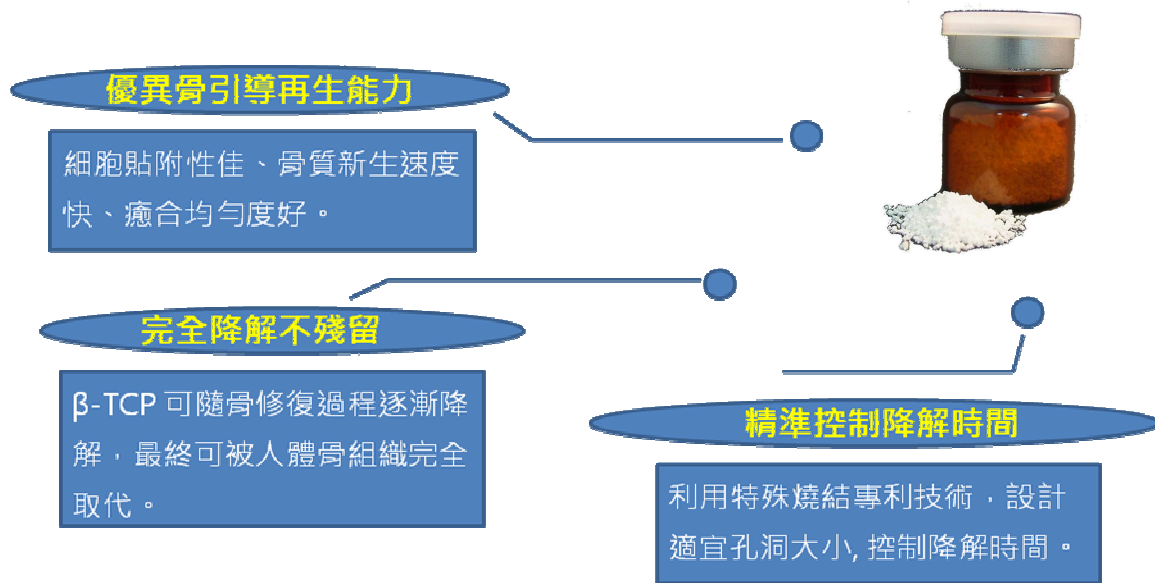 優異骨引導再生能力
細胞貼附性佳、骨質新生速度
快、癒合均勻度好。
完全降解不殘留
β-TCP 可隨骨修復過程逐漸降
解，最終可被人體骨組織完全
取代。
精準控制降解時間
利用特殊燒結專利技術，設計
適宜孔洞大小, 控制降解時間。